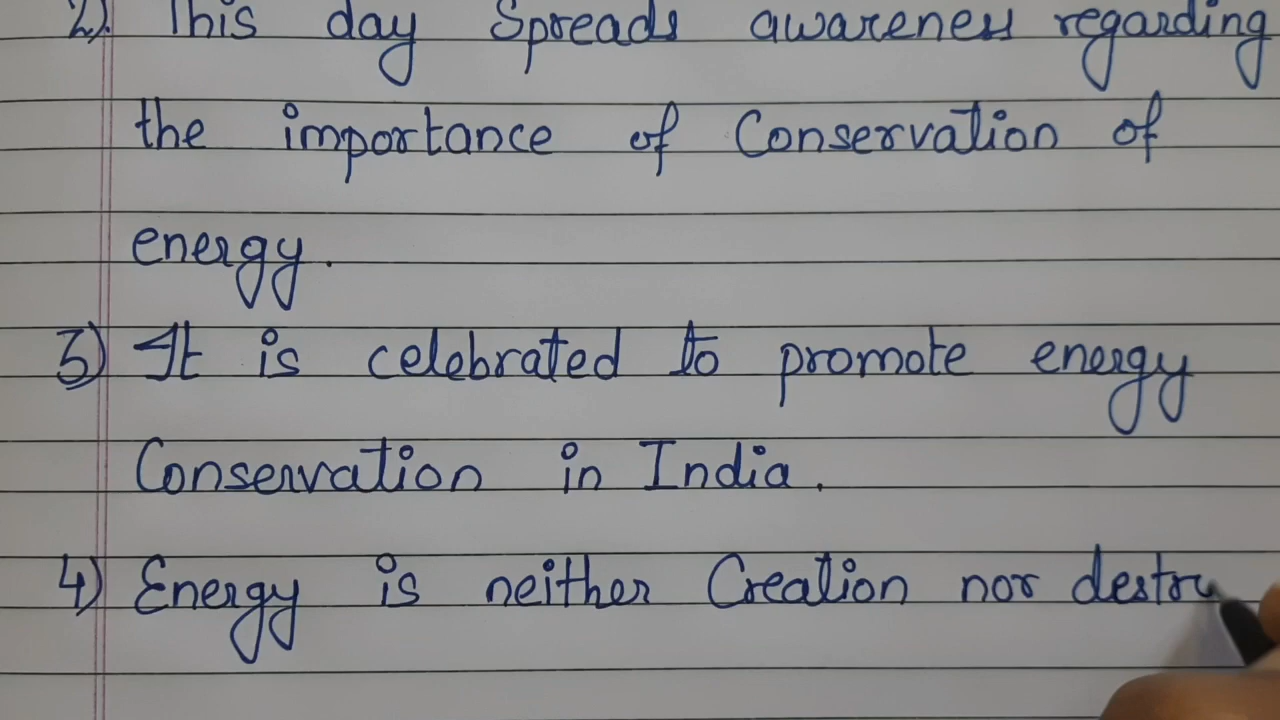 2) This day Spreads awareness regarding
the importance of Conservation of
energy.
3) It is celebrated to promote energy
Conservation in India.
4) Energy is neither Creation nor destru